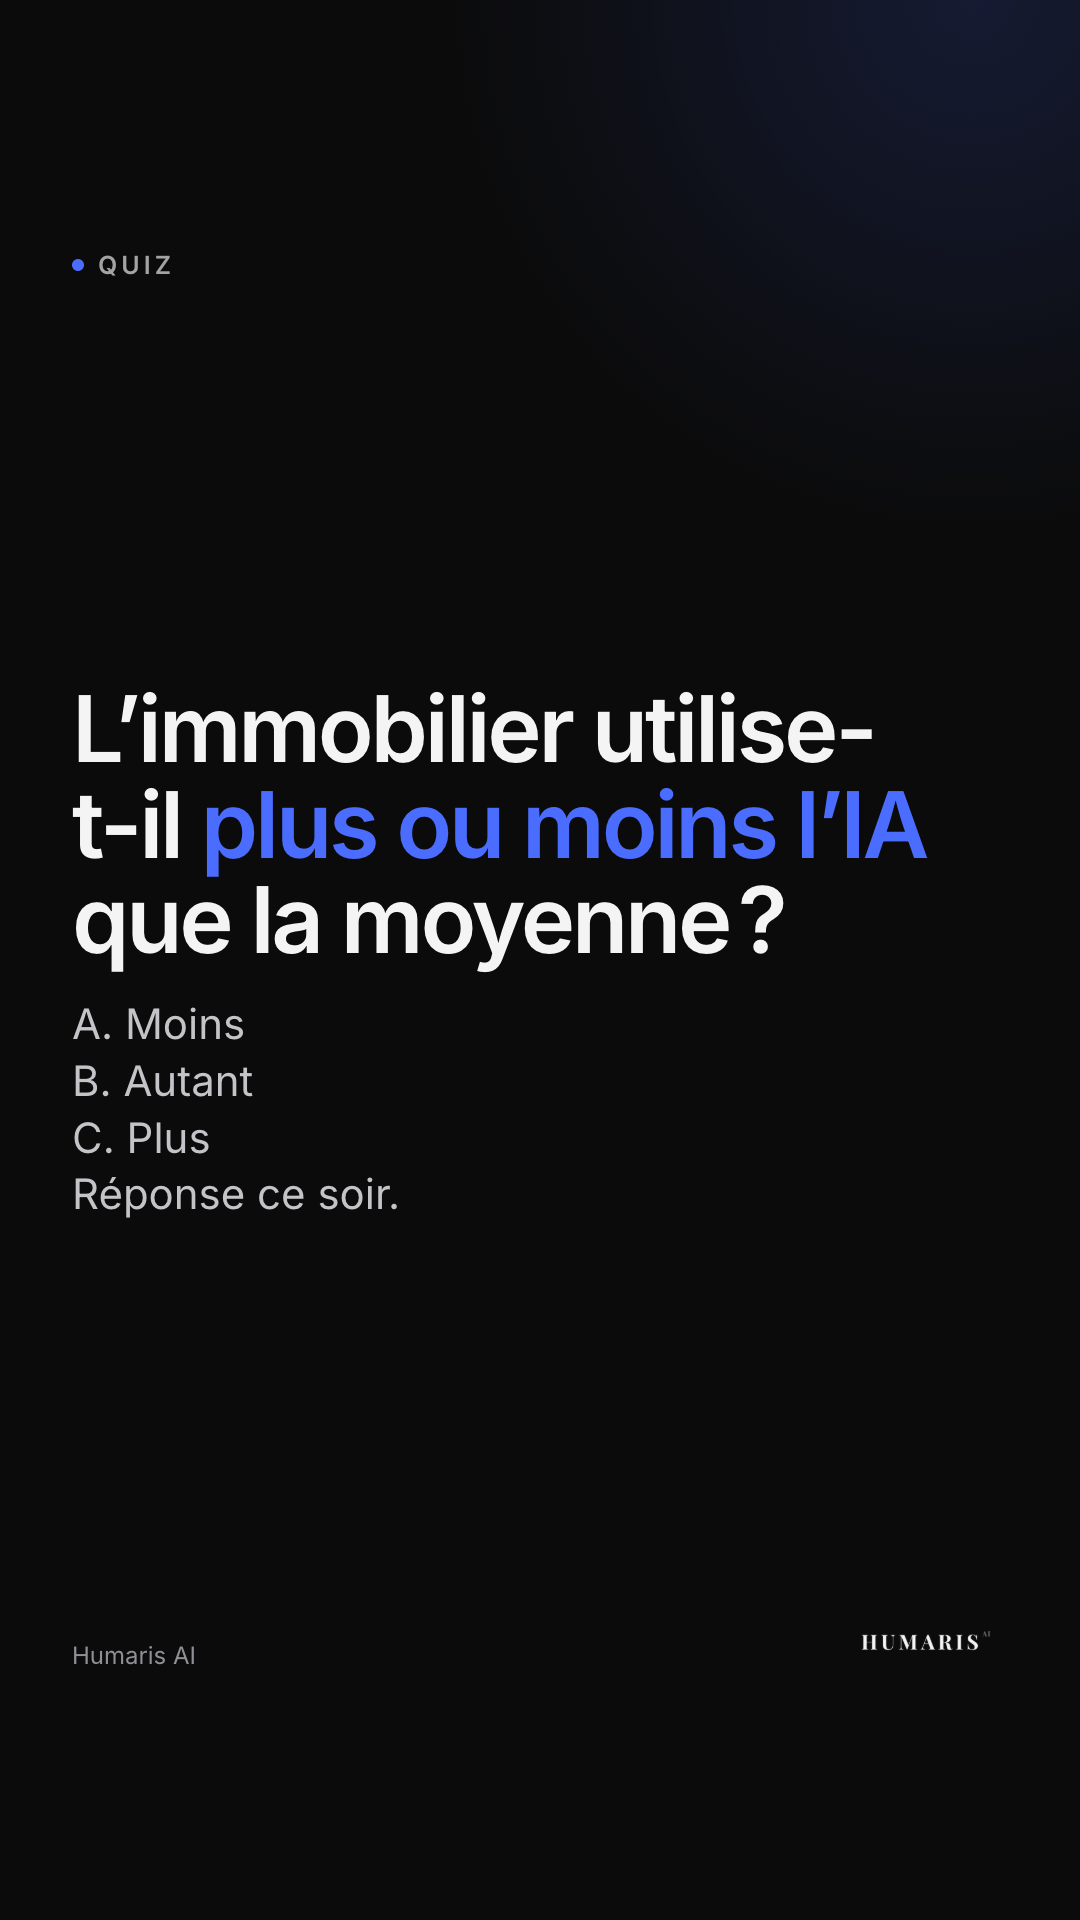 QUIZ
L’immobilier utilise-
t-il plus ou moins l’IA
que la moyenne ?
A. Moins
B. Autant
C. Plus
Réponse ce soir.
Humaris AI
HUMARIS AI